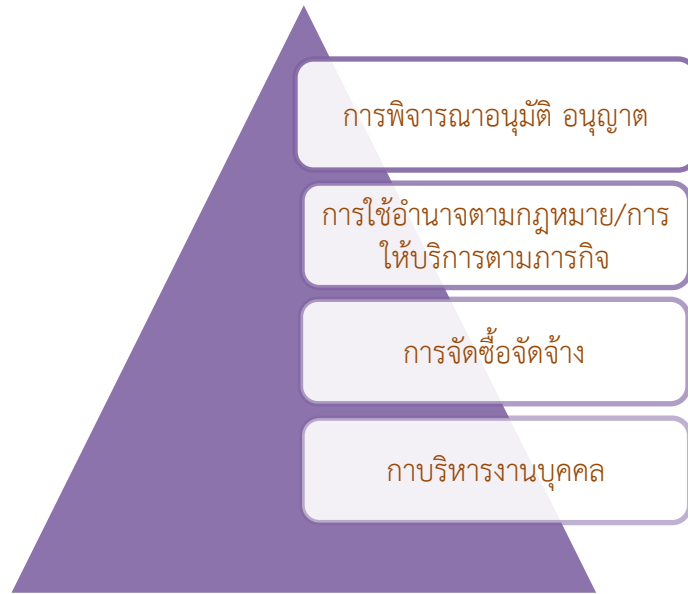 การพิจารณาอนุมัติ อนุญาต
การใช้อำนาจตามกฎหมาย/การ
ให้บริการตามภารกิจ
การจัดซื้อจัดจ้าง
กาบริหารงานบุคคล